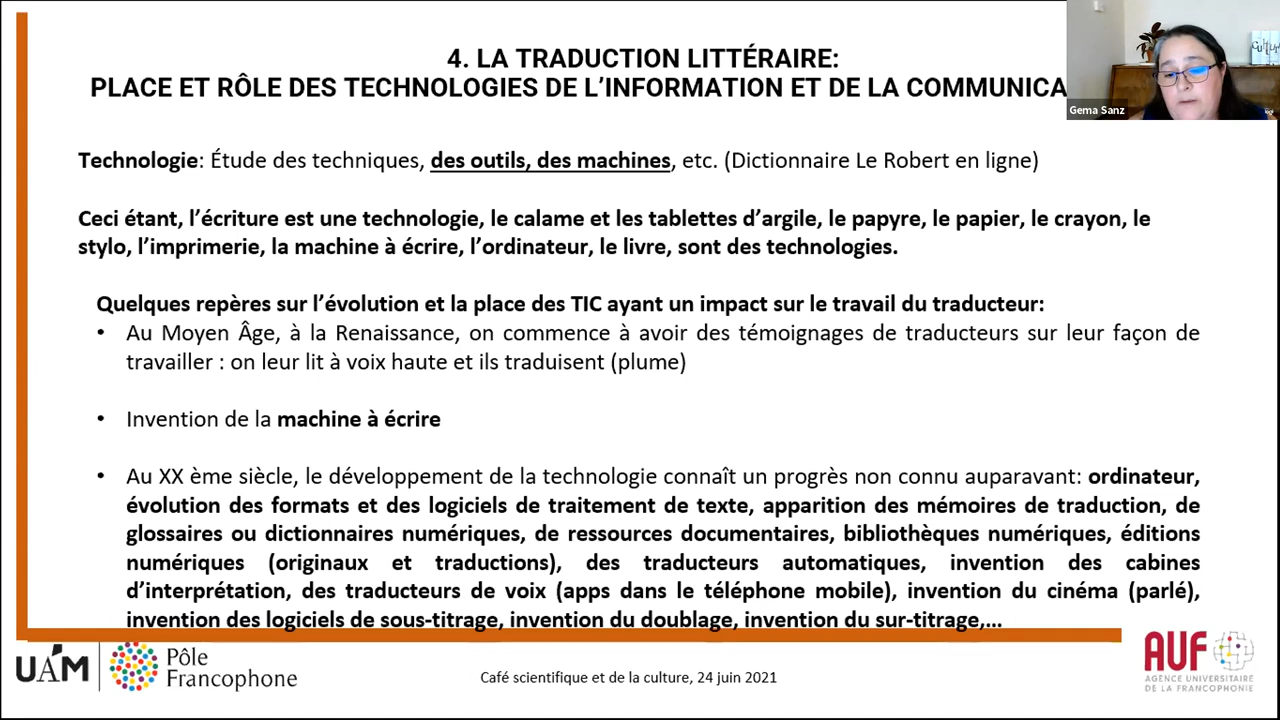 4. LA TRADUCTION LITTÉRAIRE:
PLACE ET RÔLE DES TECHNOLOGIES DE L'INFORMATION ET DE LA COMMUNICA
Gema Sanz
Technologie: Étude des techniques, des outils, des machines, etc. (Dictionnaire Le Robert en ligne)
Ceci étant, l'écriture est une technologie, le calame et les tablettes d'argile, le papyre, le papier, le crayon, le
stylo, l'imprimerie, la machine à écrire, l'ordinateur, le livre, sont des technologies.
Quelques repères sur l'évolution et la place des TIC ayant un impact sur le travail du traducteur:
• Au Moyen Âge, à la Renaissance, on commence à avoir des témoignages de traducteurs sur leur façon de
travailler : on leur lit à voix haute et ils traduisent (plume)
• Invention de la machine à écrire
• Au XX ème siècle, le développement de la technologie connaît un progrès non connu auparavant: ordinateur,
évolution des formats et des logiciels de traitement de texte, apparition des mémoires de traduction, de
glossaires ou dictionnaires numériques, de ressources documentaires, bibliothèques numériques, éditions
numériques (originaux et traductions), des traducteurs automatiques, invention des cabines
d'interprétation, des traducteurs de voix (apps dans le téléphone mobile), invention du cinéma (parlé),
invention des logiciels de sous-titrage, invention du doublage, invention du sur-titrage,...
UAM
Pôle
Francophone
Café scientifique et de la culture, 24 juin 2021
AUF
AGENCE UNIVERSITAIRE
DE LA FRANCOPHONIE